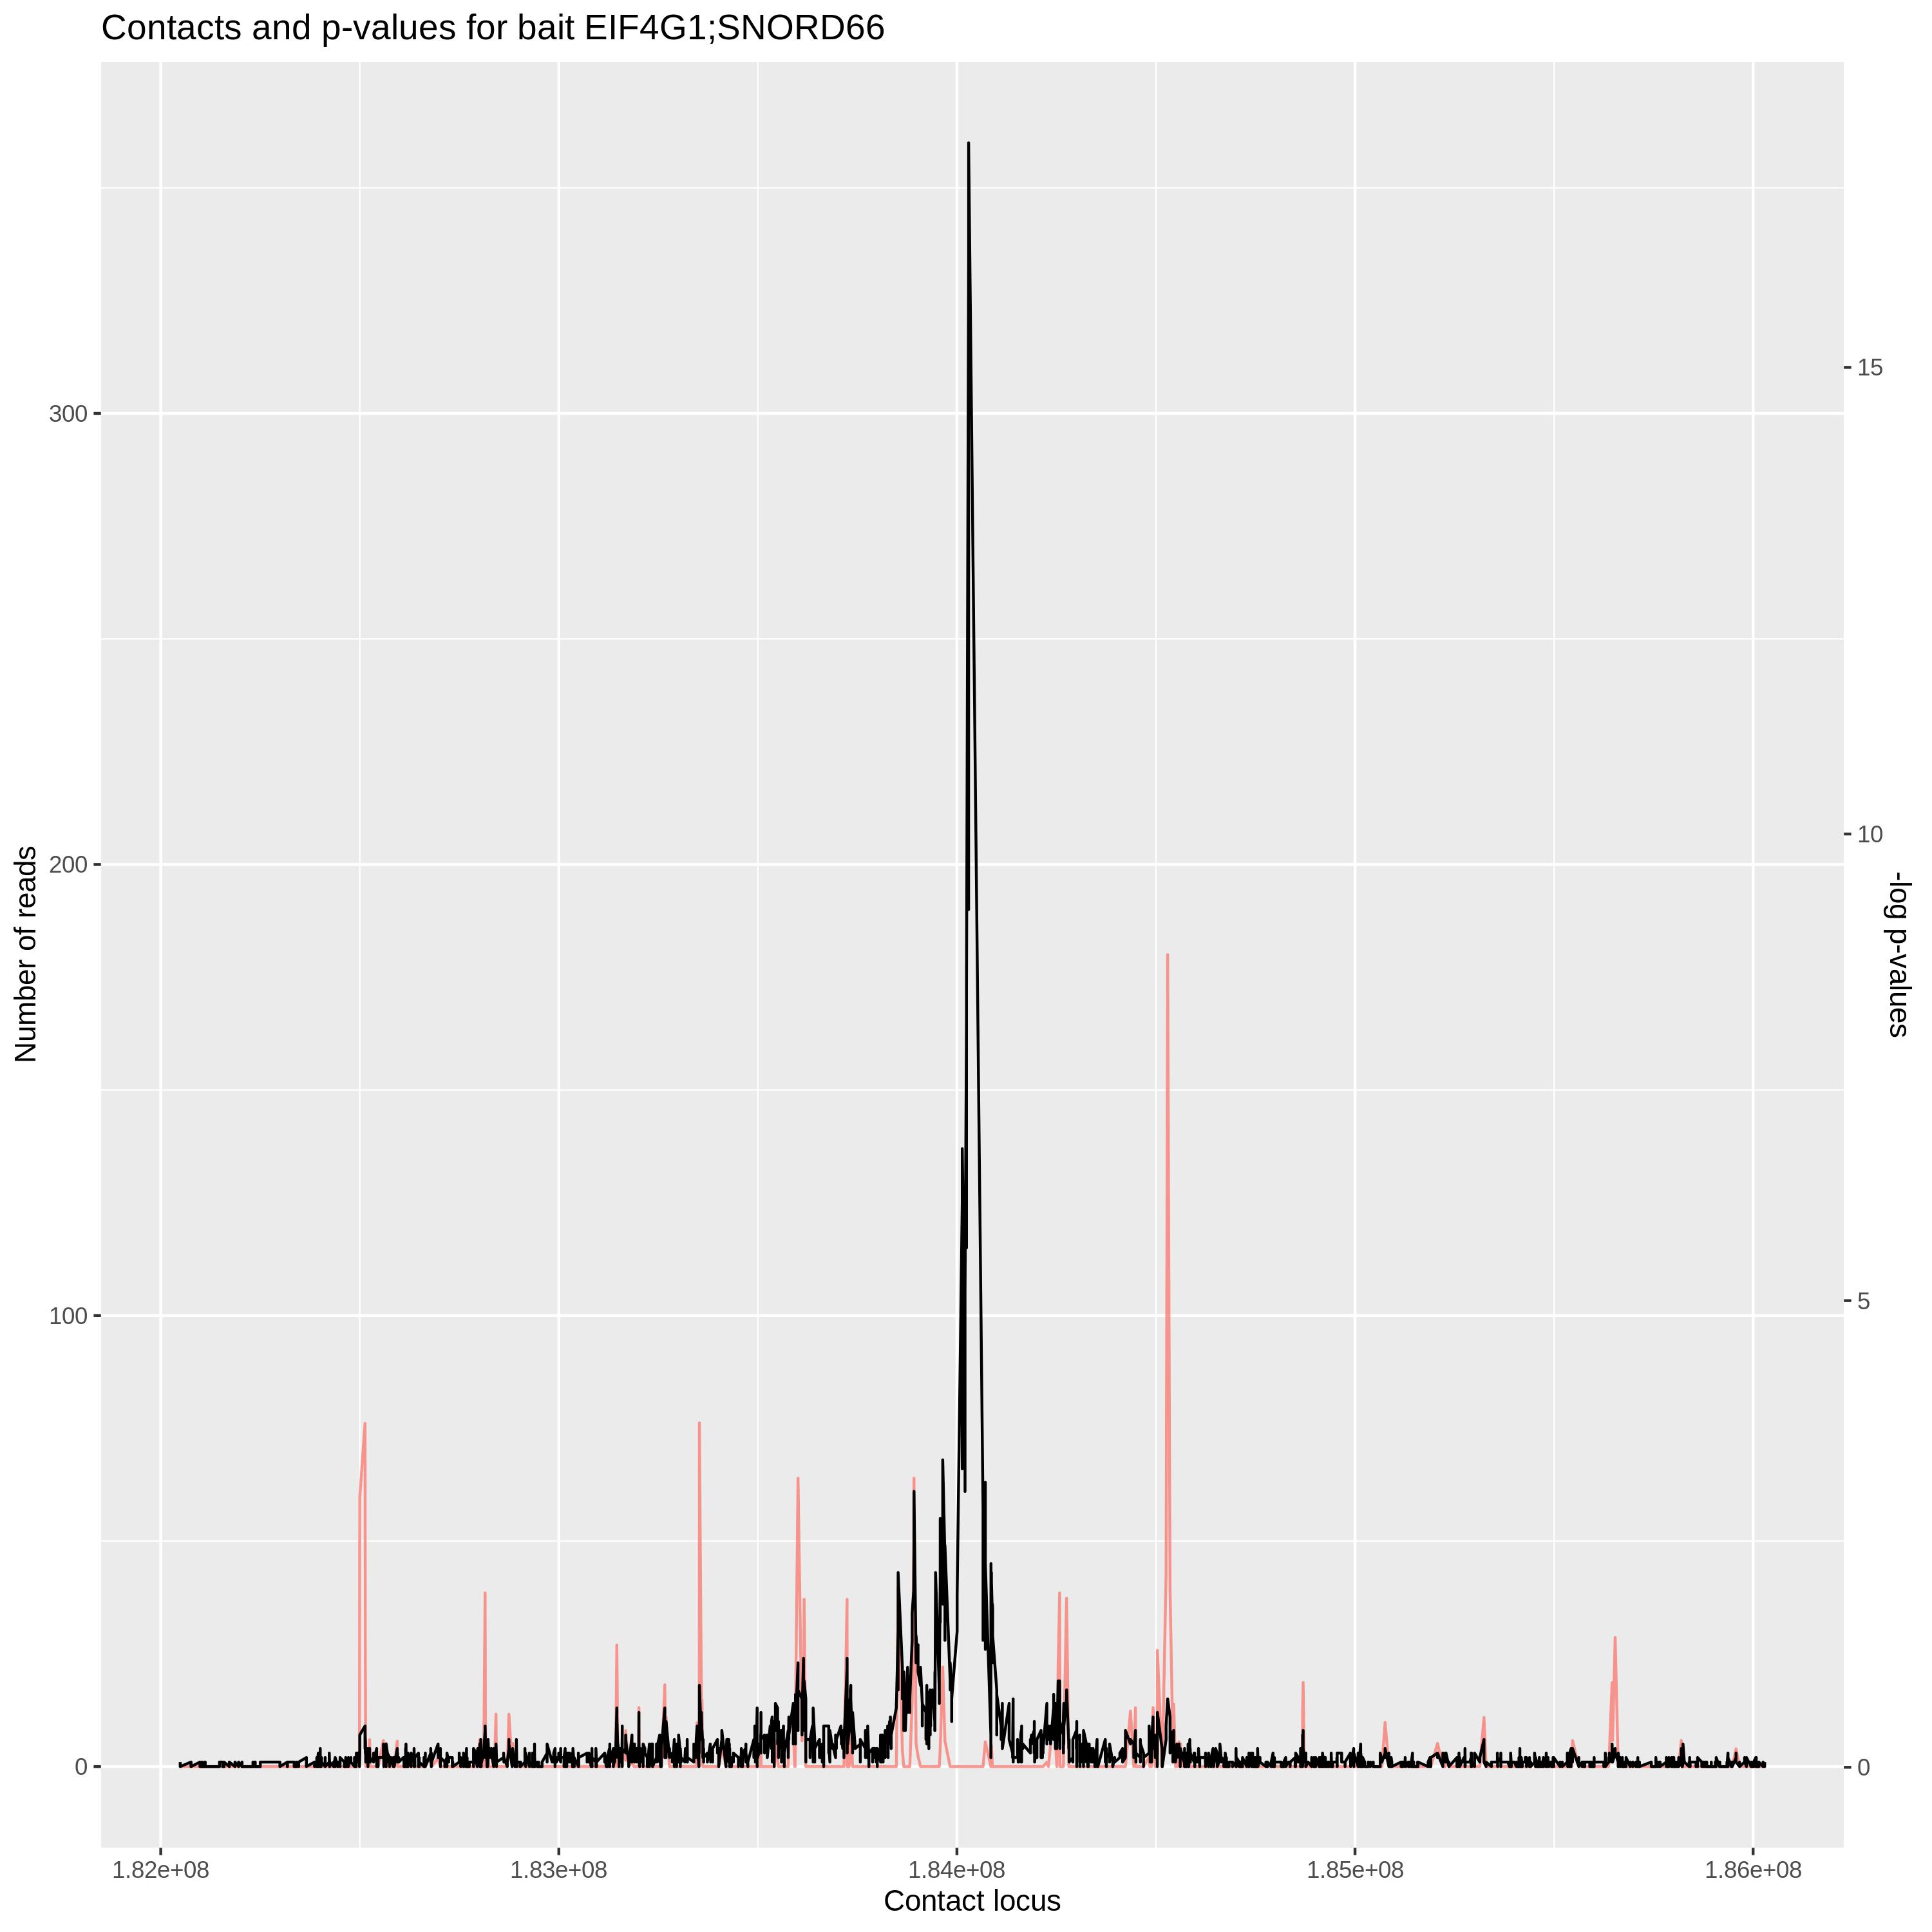 Contacts and p-values for bait EIF4G1;SNORD66
Number of reads
300
200
100
0
15
10
5
0
-log p-values
1.82e+08 1.83e+08 1.84e+08 1.85e+08 1.86e+08
Contact locus